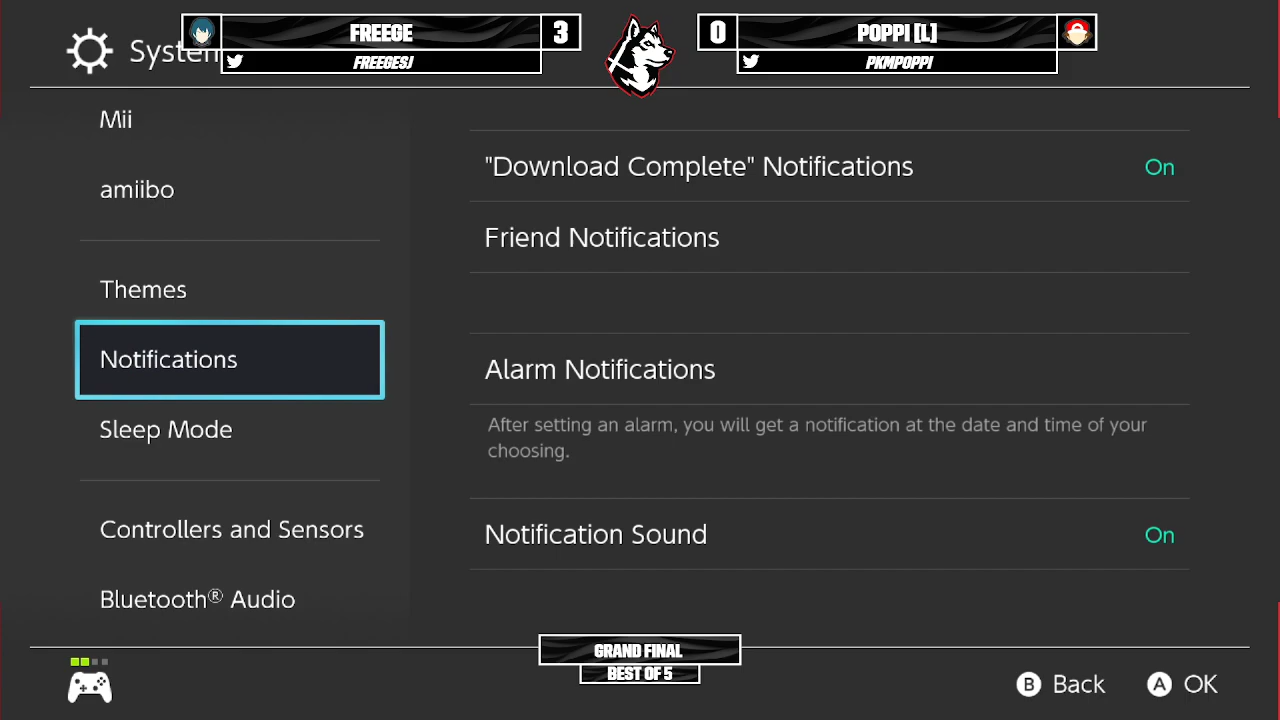 FREEGE
3
0
POPPI [L]
System
FREEGESJ
PKMPOPPI
Mii
amiibo
Themes
Notifications
Sleep Mode
Controllers and Sensors
Bluetooth® Audio
"Download Complete" Notifications On
Friend Notifications
Alarm Notifications
After setting an alarm, you will get a notification at the date and time of your
choosing.
Notification Sound On
GRAND FINAL
BEST OF 5
B Back
A OK